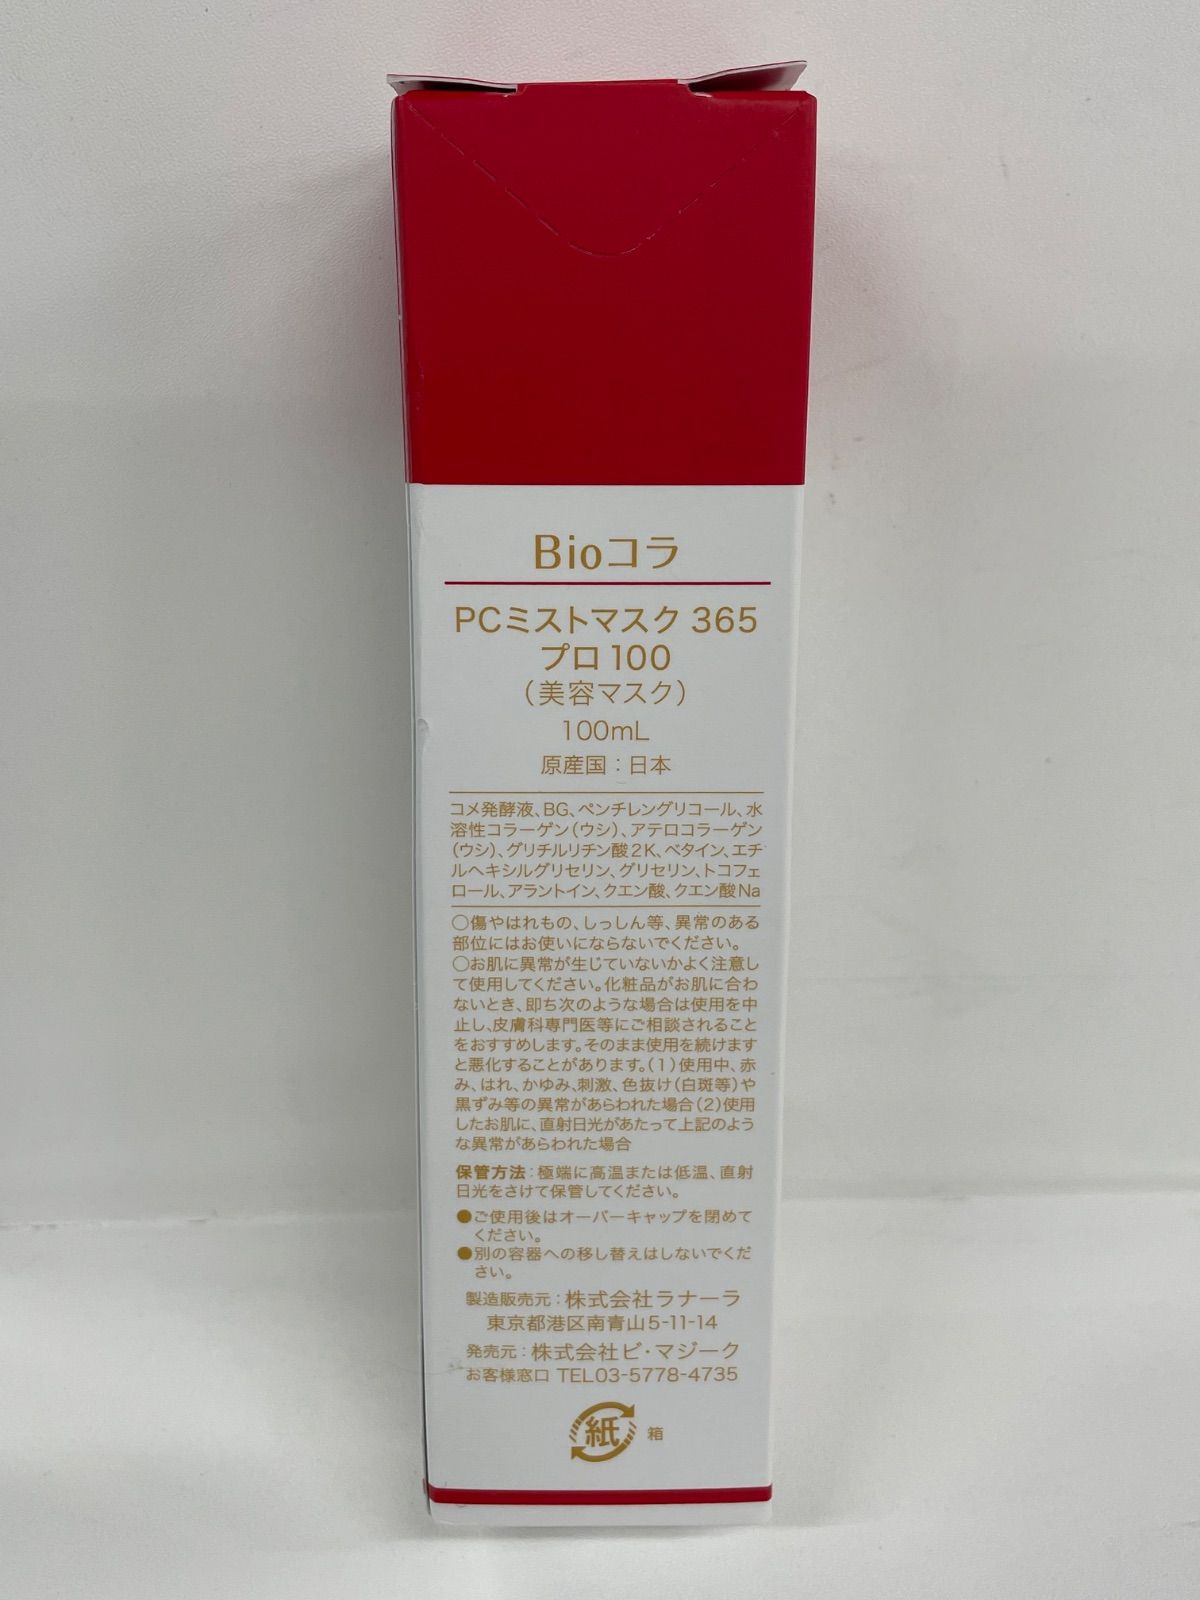 Bioコラ
PCミストマスク 365
プロ100
（美容マスク）
100mL
原産国：日本
コメ発酵液、BG、ペンチレングリコール、水
溶性コラーゲン（ウシ）、アテロコラーゲン
（ウシ）、グリチルリチン酸2K、ベタイン、エチ
ルヘキシルグリセリン、グリセリン、トコフェ
ロール、アラントイン、クエン酸、クエン酸Na
○傷やはれもの、しっしん等、異常のある
部位にはお使いにならないでください。
○お肌に異常が生じていないかよく注意し
て使用してください。化粧品がお肌に合わ
ないとき、即ち次のような場合は使用を中
止し、皮膚科専門医等にご相談されること
をおすすめします。そのまま使用を続けます
と悪化することがあります。（1）使用中、赤
み、はれ、かゆみ、刺激、色抜け（白斑等）や
黒ずみ等の異常があらわれた場合（2）使用
したお肌に、直射日光があたって上記のよう
な異常があらわれた場合
保管方法：極端に高温または低温、直射
日光をさけて保管してください。
●ご使用後はオーバーキャップを閉めて
ください。
●別の容器への移し替えはしないでくだ
さい。
製造販売元：株式会社ラナーラ
東京都港区南青山5-11-14
発売元：株式会社ビ・マジーク
お客様窓口 TEL03-5778-4735
紙 箱